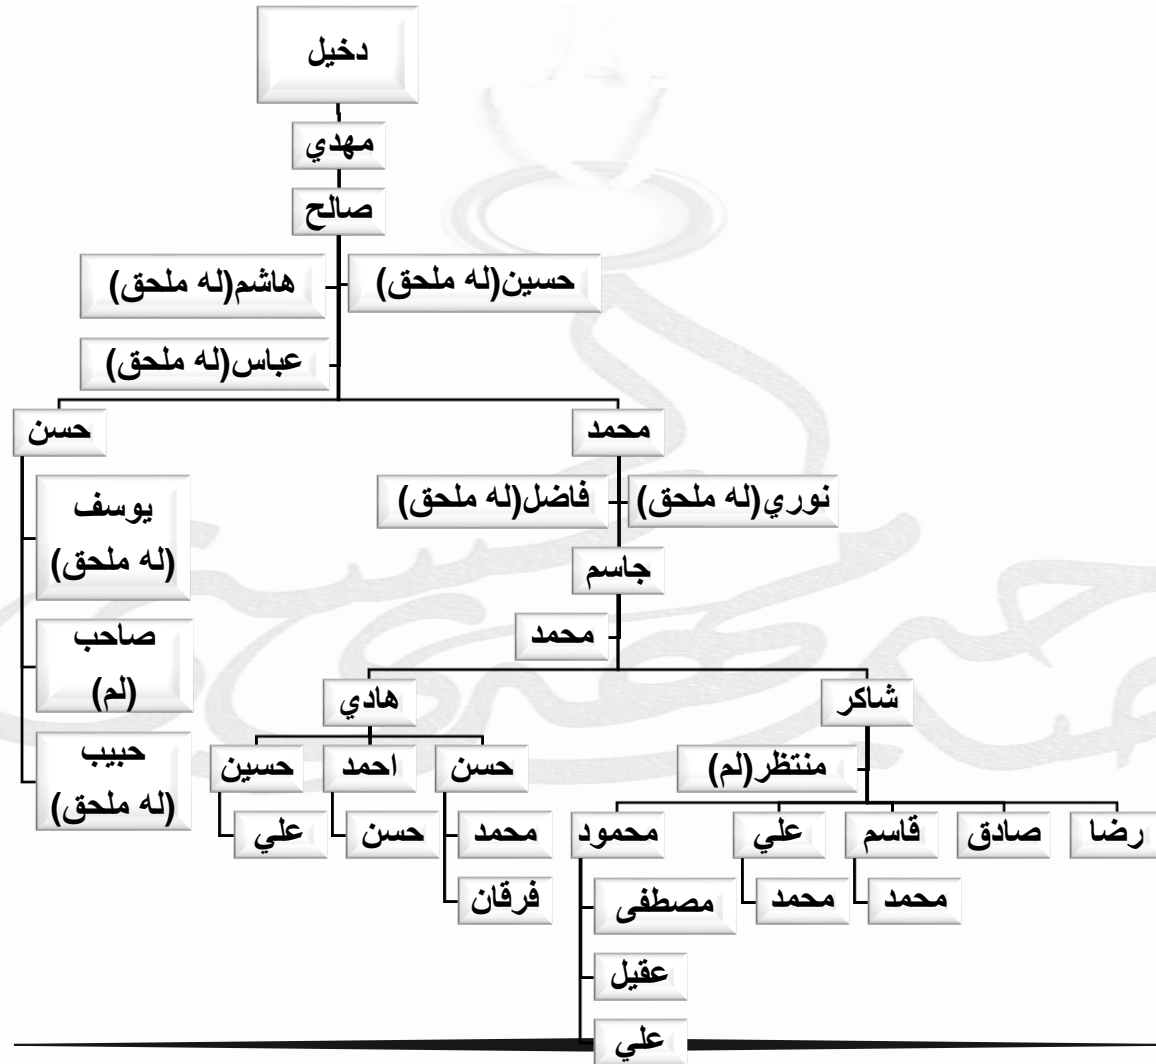 دخيل
مهدي
صالح
حسين(له ملحق)
هاشم(له ملحق)
عباس(له ملحق)
محمد
حسن
نوري(له ملحق)
فاضل(له ملحق)
يوسف
(له ملحق)
جاسم
صاحب
(لم)
محمد
شاكر
هادي
حبيب
(له ملحق)
منتظر(لم)
حسن
احمد
حسين
رضا
صادق
قاسم
علي
محمود
محمد
حسن
علي
محمد
محمد
مصطفى
فرقان
عقيل
علي